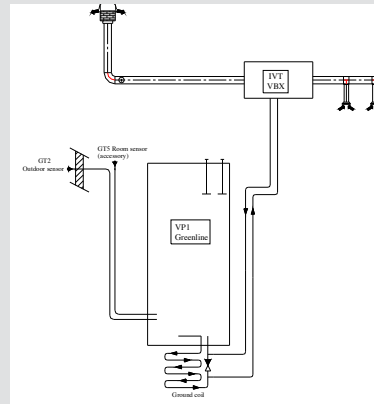 IVT
VBX
GT5 Room sensor
(accessory)
GT2
Outdoor sensor
VP1
Greenline
Ground coil